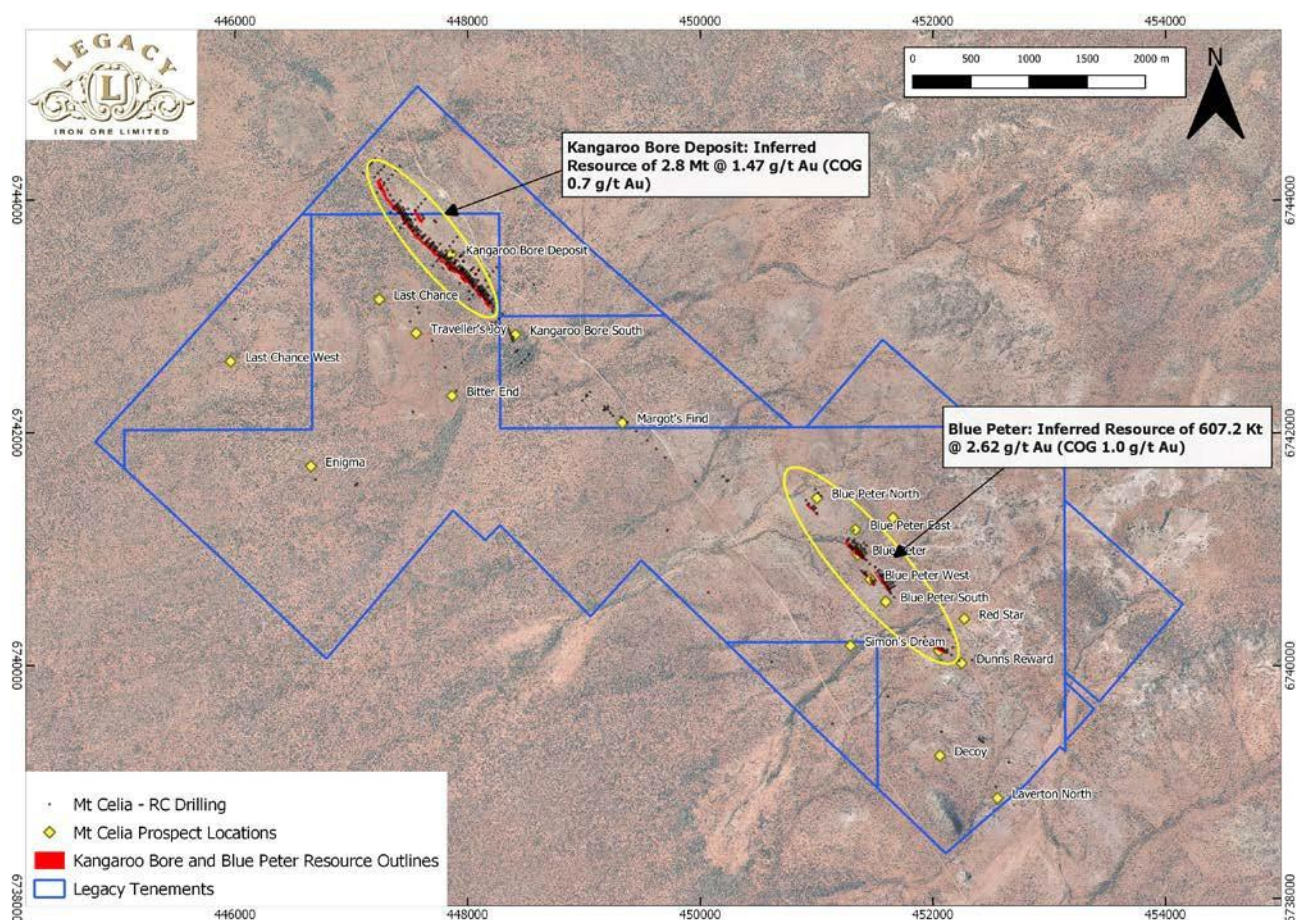 446000
448000
450000
452000
454000
LEGACY
L
IRON ORE LIMITED
0
500
1000
1500
2000 m
N
Kangaroo Bore Deposit: Inferred
Resource of 2.8 Mt @ 1.47 g/t Au (COG
0.7 g/t Au)
6744000
6744000
Kangaroo Bore Deposit
Last Chance
Traveller's Joy
Kangaroo Bore South
Last Chance West
Bitter End
Margot's Find
6742000
6742000
Blue Peter: Inferred Resource of 607.2 Kt
@ 2.62 g/t Au (COG 1.0 g/t Au)
Enigma
Blue Peter North
Blue Peter East
Blue Peter
Blue Peter West
Blue Peter South
Red Star
Simon's Dream
Dunns Reward
6740000
6740000
Decoy
Laverton North
Mt Celia - RC Drilling
Mt Celia Prospect Locations
Kangaroo Bore and Blue Peter Resource Outlines
Legacy Tenements
6738000
6738000
446000
448000
450000
452000
454000